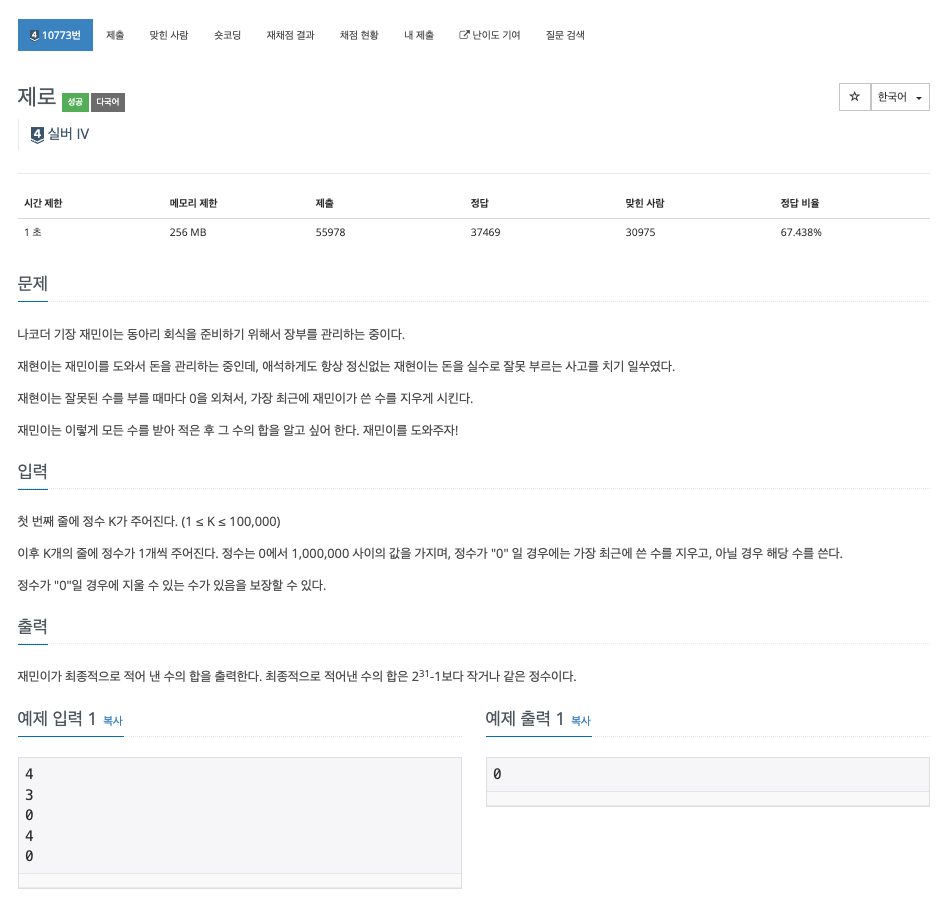 4 10773번 제출 맞힌 사람 숏코딩 재채점 결과 채점 현황 내 제출 난이도 기여 질문 검색
제로 성공 다국어 ☆ 한국어
4 실버 IV
시간 제한 메모리 제한 제출 정답 맞힌 사람 정답 비율
1 초 256 MB 55978 37469 30975 67.438%
문제
나코더 기장 재민이는 동아리 회식을 준비하기 위해서 장부를 관리하는 중이다.
재현이는 재민이를 도와서 돈을 관리하는 중인데, 애석하게도 항상 정신없는 재현이는 돈을 실수로 잘못 부르는 사고를 치기 일쑤였다.
재현이는 잘못된 수를 부를 때마다 0을 외쳐서, 가장 최근에 재민이가 쓴 수를 지우게 시킨다.
재민이는 이렇게 모든 수를 받아 적은 후 그 수의 합을 알고 싶어 한다. 재민이를 도와주자!
입력
첫 번째 줄에 정수 K가 주어진다. (1 ≤ K ≤ 100,000)
이후 K개의 줄에 정수가 1개씩 주어진다. 정수는 0에서 1,000,000 사이의 값을 가지며, 정수가 "0" 일 경우에는 가장 최근에 쓴 수를 지우고, 아닐 경우 해당 수를 쓴다.
정수가 "0"일 경우에 지울 수 있는 수가 있음을 보장할 수 있다.
출력
재민이가 최종적으로 적어 낸 수의 합을 출력한다. 최종적으로 적어낸 수의 합은 2³¹-1보다 작거나 같은 정수이다.
예제 입력 1 복사
4
3
0
4
0
예제 출력 1 복사
0